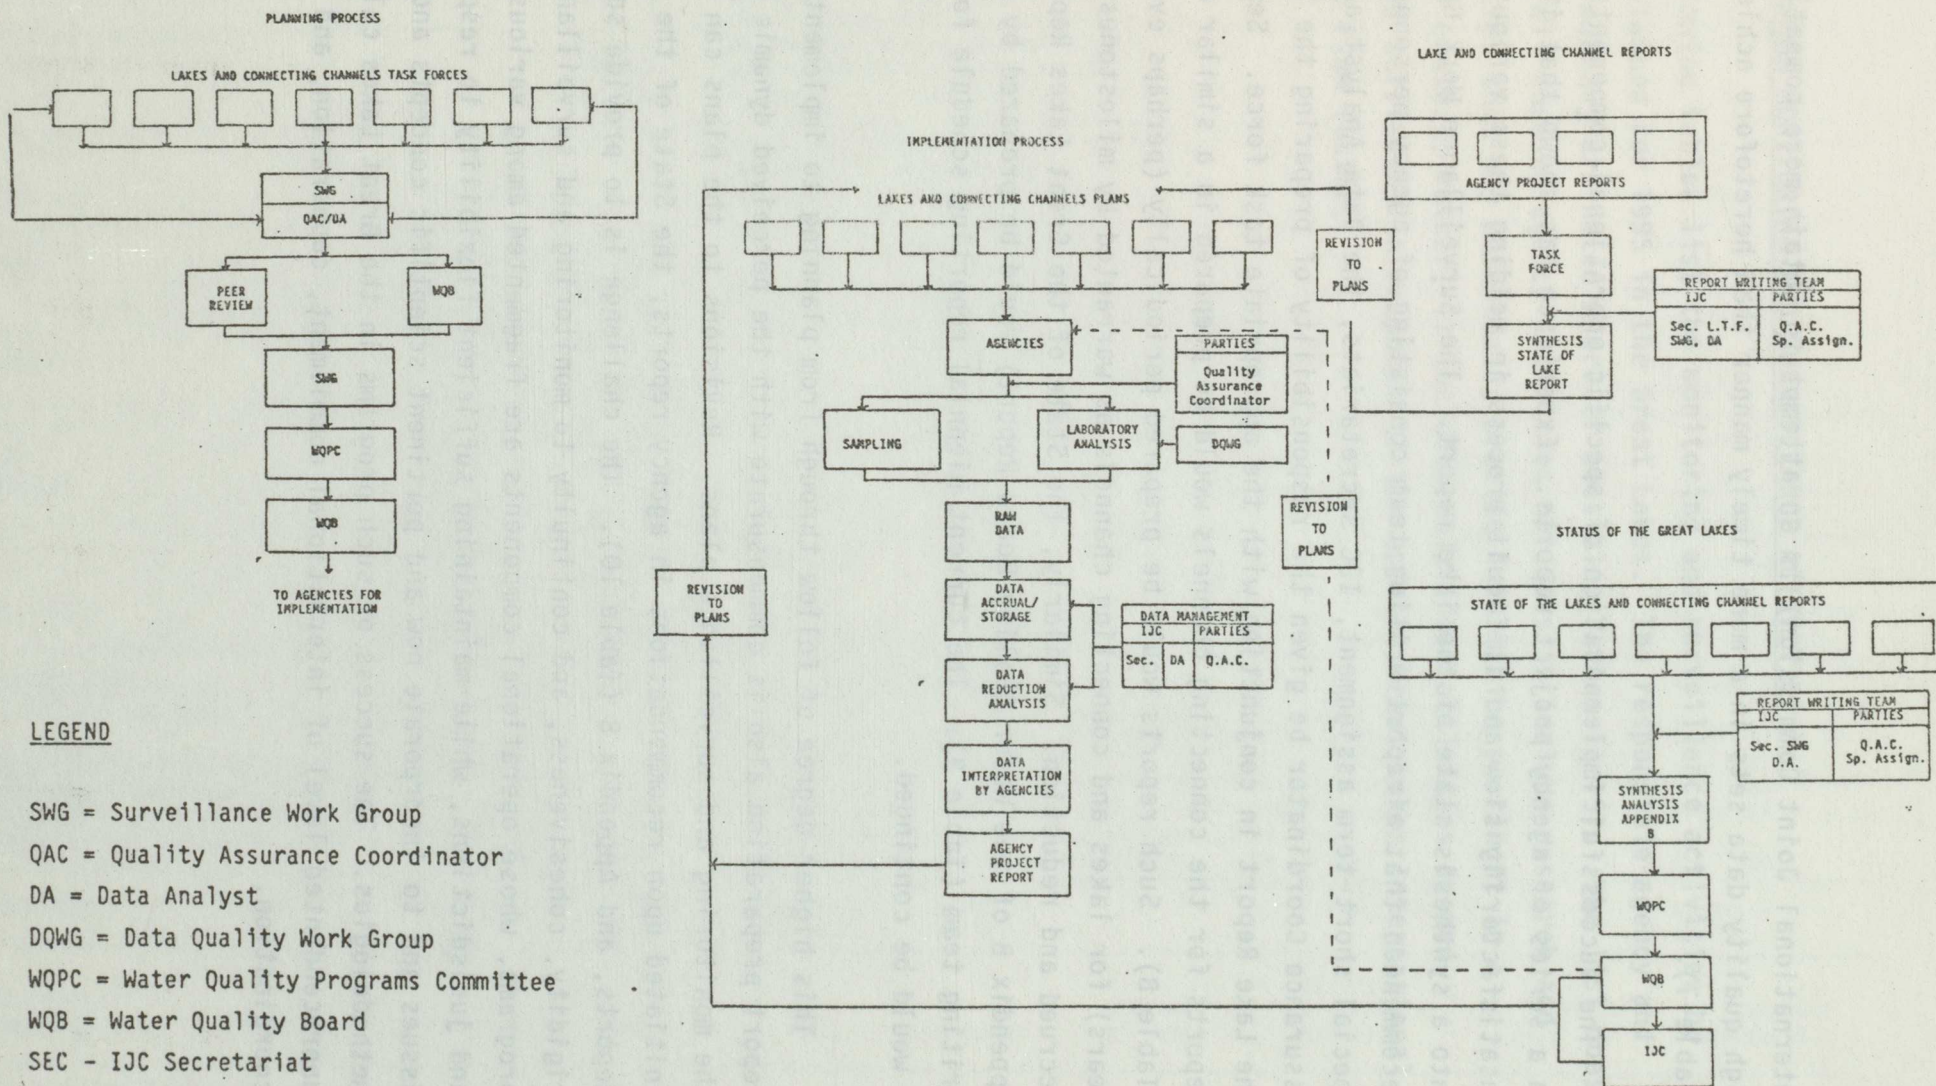 PLANNING PROCESS
LAKES AND CONNECTING CHANNELS TASK FORCES
SWG
QAC/DA
PEER
REVIEW
WQB
SWG
WQPC
WQB
TO AGENCIES FOR
IMPLEMENTATION
IMPLEMENTATION PROCESS
LAKES AND CONNECTING CHANNELS PLANS
AGENCIES
PARTIES
Quality
Assurance
Coordinator
SAMPLING
LABORATORY
ANALYSIS
DQWG
RAW
DATA
DATA
ACCRUAL/
STORAGE
DATA MANAGEMENT
IJC PARTIES
Sec. DA Q.A.C.
DATA
REDUCTION
ANALYSIS
DATA
INTERPRETATION
BY AGENCIES
AGENCY
PROJECT
REPORT
REVISION
TO
PLANS
REVISION
TO
PLANS
REVISION
TO
PLANS
LAKE AND CONNECTING CHANNEL REPORTS
AGENCY PROJECT REPORTS
TASK
FORCE
REPORT WRITING TEAM
IJC PARTIES
Sec. L.T.F. Q.A.C.
SWG, DA Sp. Assign.
SYNTHESIS
STATE OF
LAKE
REPORT
STATUS OF THE GREAT LAKES
STATE OF THE LAKES AND CONNECTING CHANNEL REPORTS
REPORT WRITING TEAM
IJC PARTIES
Sec. SWG Q.A.C.
D.A. Sp. Assign.
SYNTHESIS
ANALYSIS
APPENDIX
B
WQPC
WQB
IJC
LEGEND
SWG = Surveillance Work Group
QAC = Quality Assurance Coordinator
DA = Data Analyst
DQWG = Data Quality Work Group
WQPC = Water Quality Programs Committee
WQB = Water Quality Board
SEC - IJC Secretariat